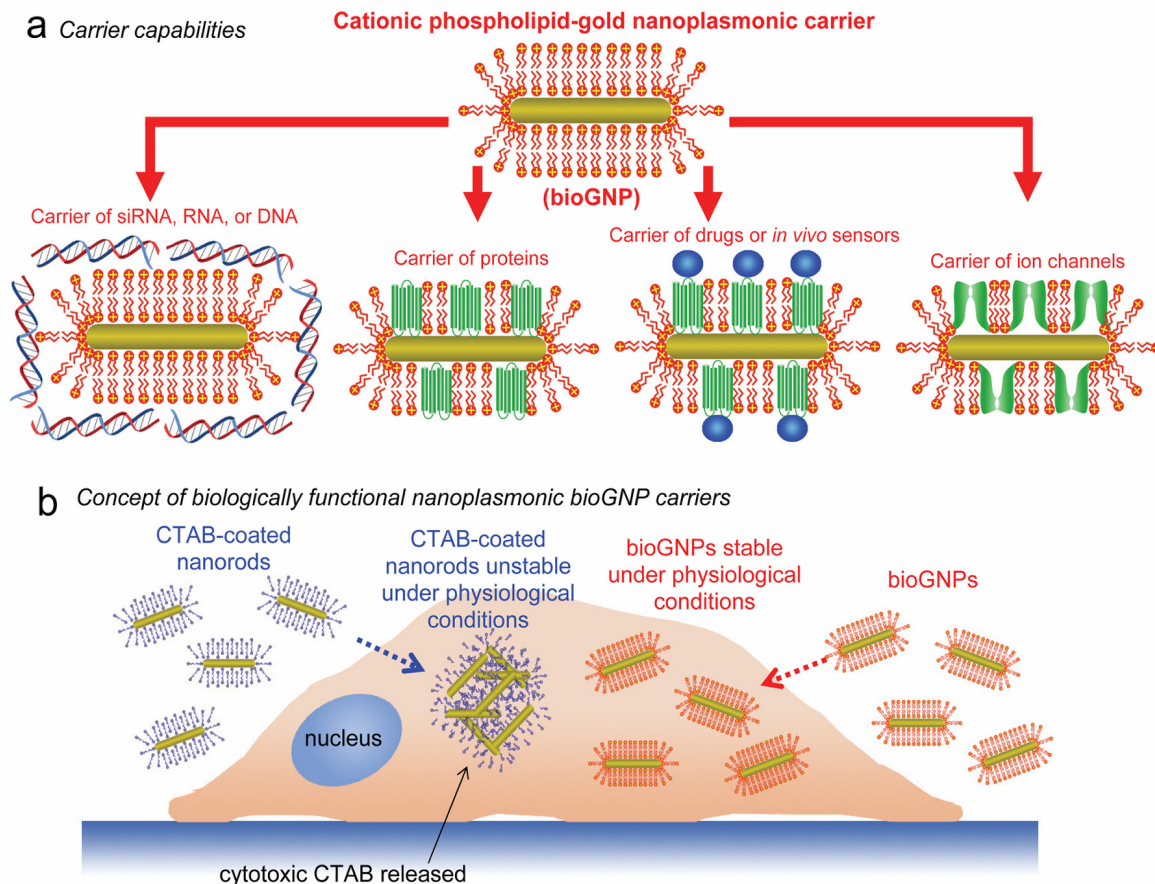 a Carrier capabilities
Cationic phospholipid-gold nanoplasmonic carrier
(bioGNP)
Carrier of siRNA, RNA, or DNA
Carrier of proteins
Carrier of drugs or in vivo sensors
Carrier of ion channels
b Concept of biologically functional nanoplasmonic bioGNP carriers
CTAB-coated
nanorods
CTAB-coated
nanorods unstable
under physiological
conditions
bioGNPs stable
under physiological
conditions
bioGNPs
nucleus
cytotoxic CTAB released